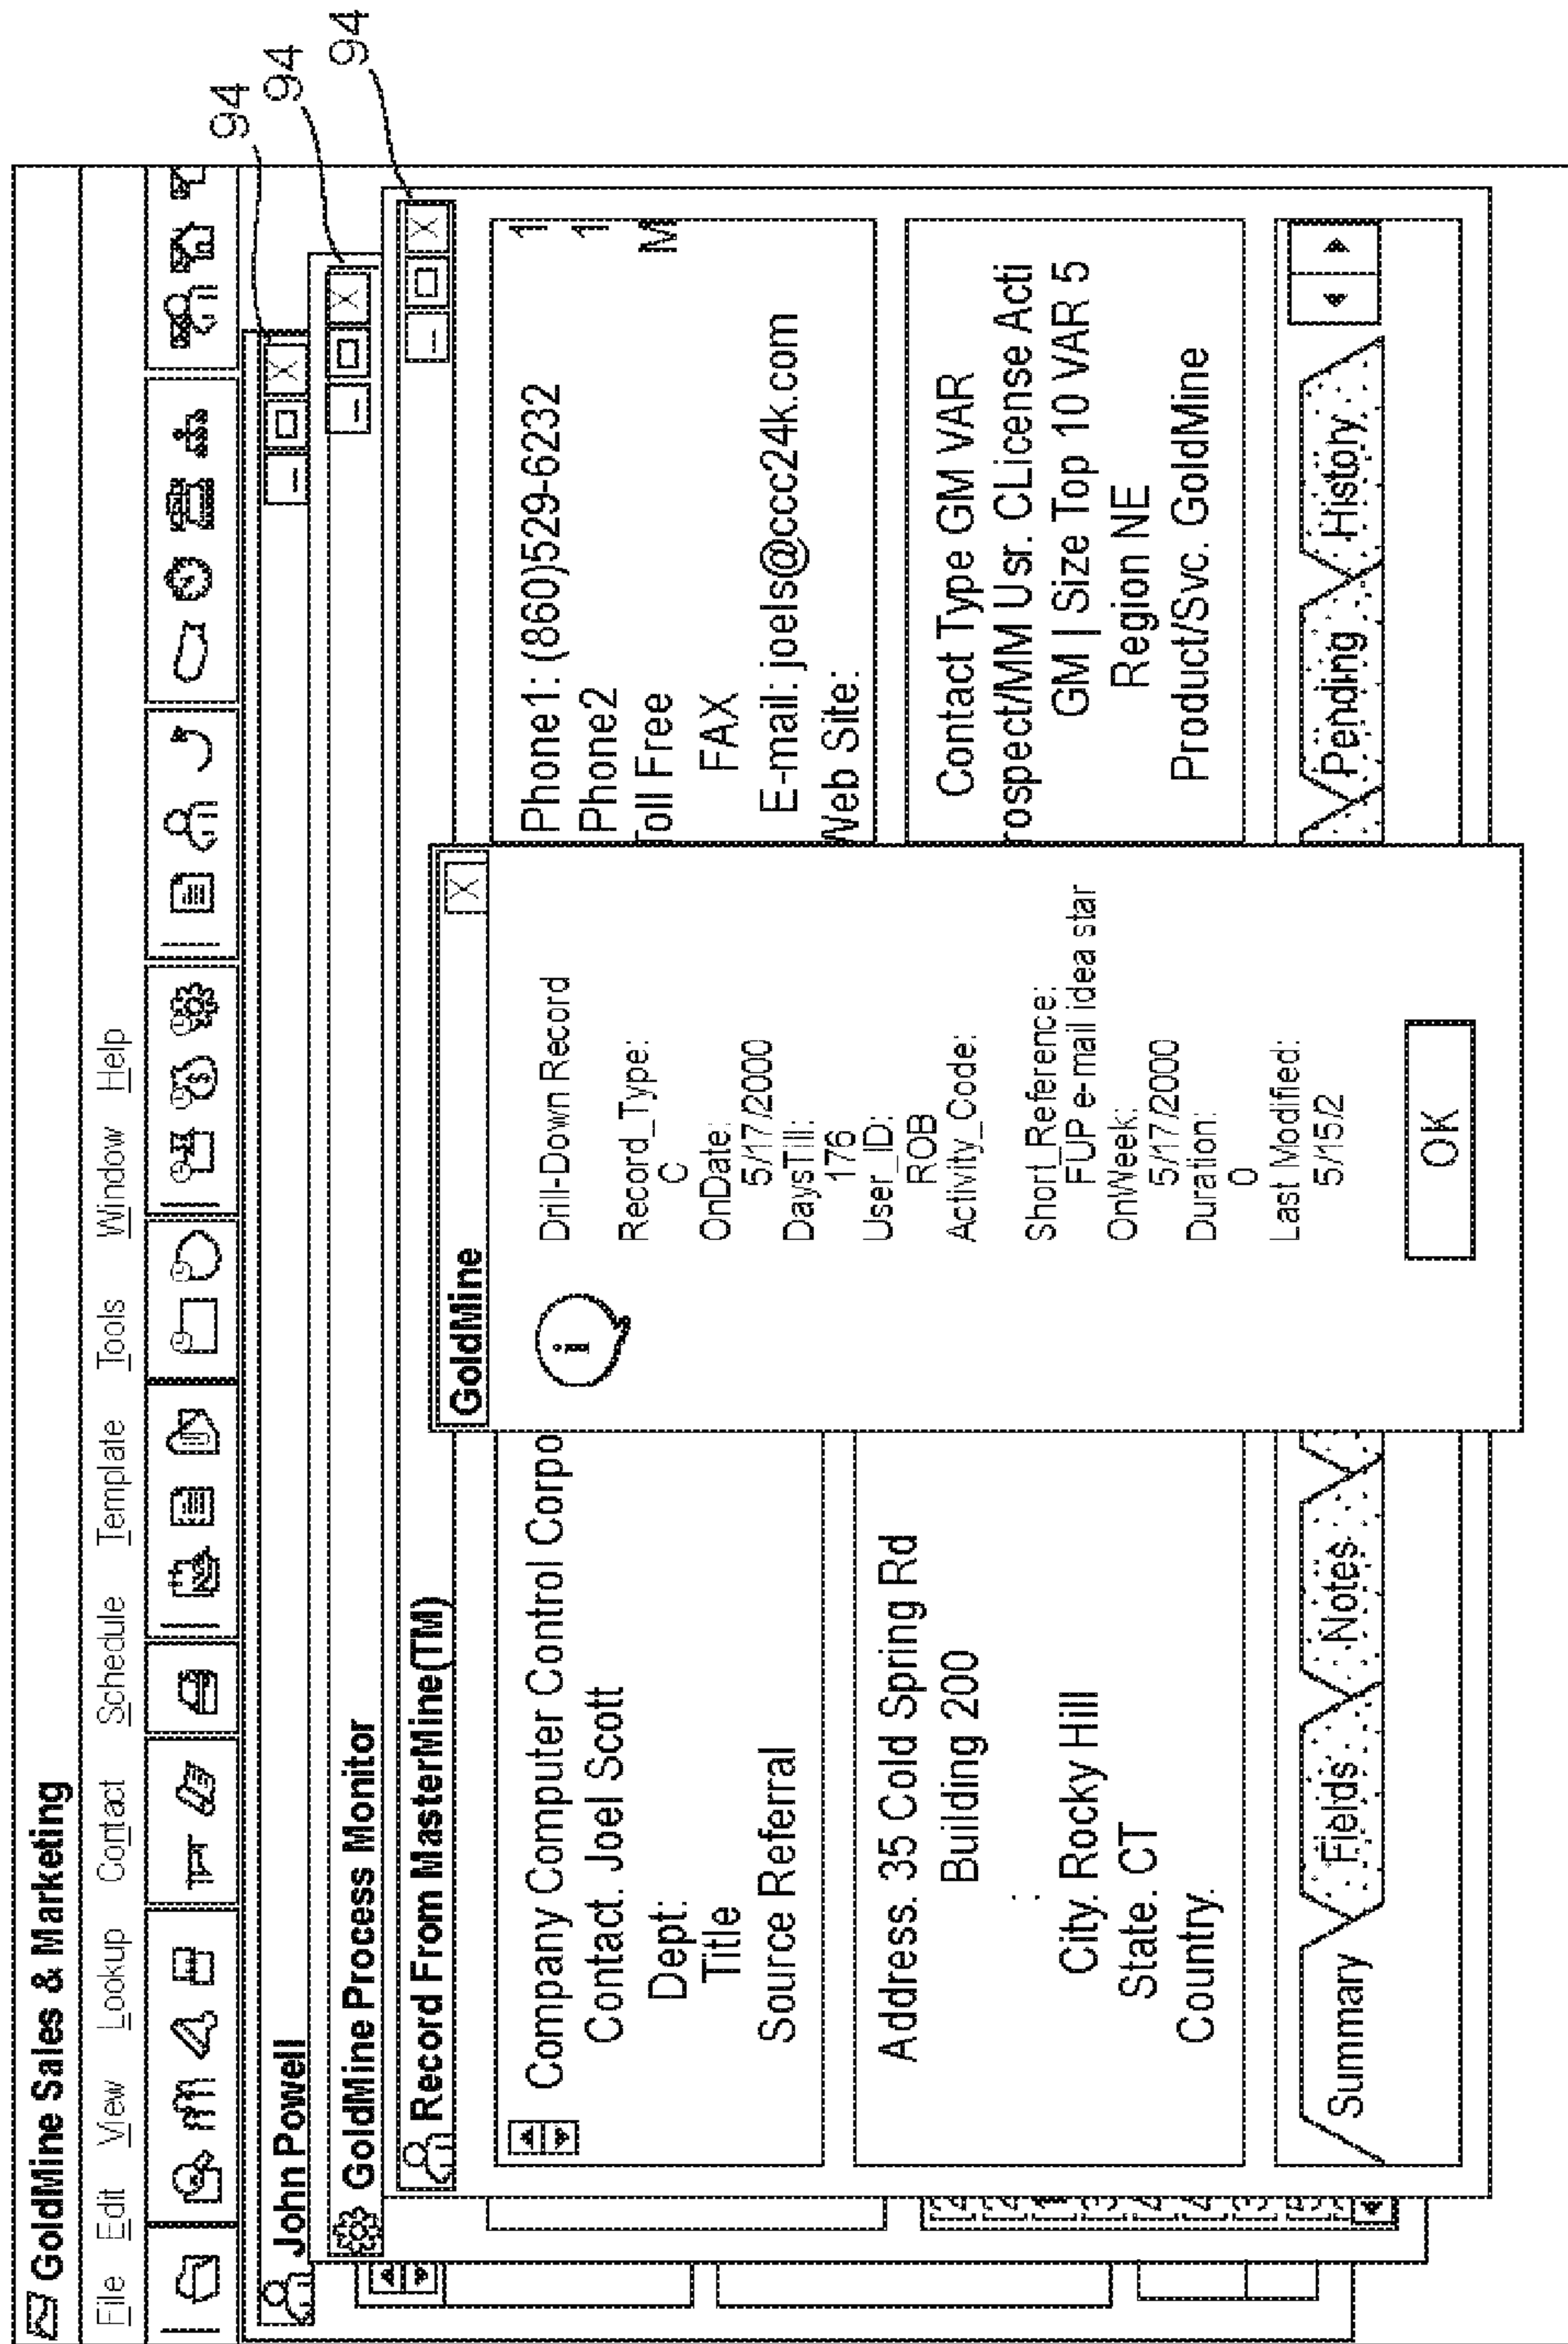 94
94
94
GoldMine Sales & Marketing
File Edit View Lookup Contact Schedule Template Tools Window Help
John Powell
GoldMine Process Monitor
Record From MasterMine(TM)
Company Computer Control Corpo
Contact. Joel Scott
Dept:
Title
Source Referral
Phone1: (860)529-6232
Phone2
Toll Free
FAX
E-mail: joels@ccc24k.com
Web Site:
1
1
M
Address. 35 Cold Spring Rd
Building 200
City. Rocky Hill
State. CT
Country.
Contact Type GM VAR
rospect/MM Usr. CLicense Acti
GM | Size Top 10 VAR 5
Region NE
Product/Svc. GoldMine
Summary Fields Notes Pending History
GoldMine
X
i
Drill-Down Record
Record_Type:
C
OnDate:
5/17/2000
DaysTill:
176
User_ID:
ROB
Activity_Code:
Short_Reference:
FUP e-mail idea star
OnWeek:
5/17/2000
Duration:
0
Last Modified:
5/15/2
OK